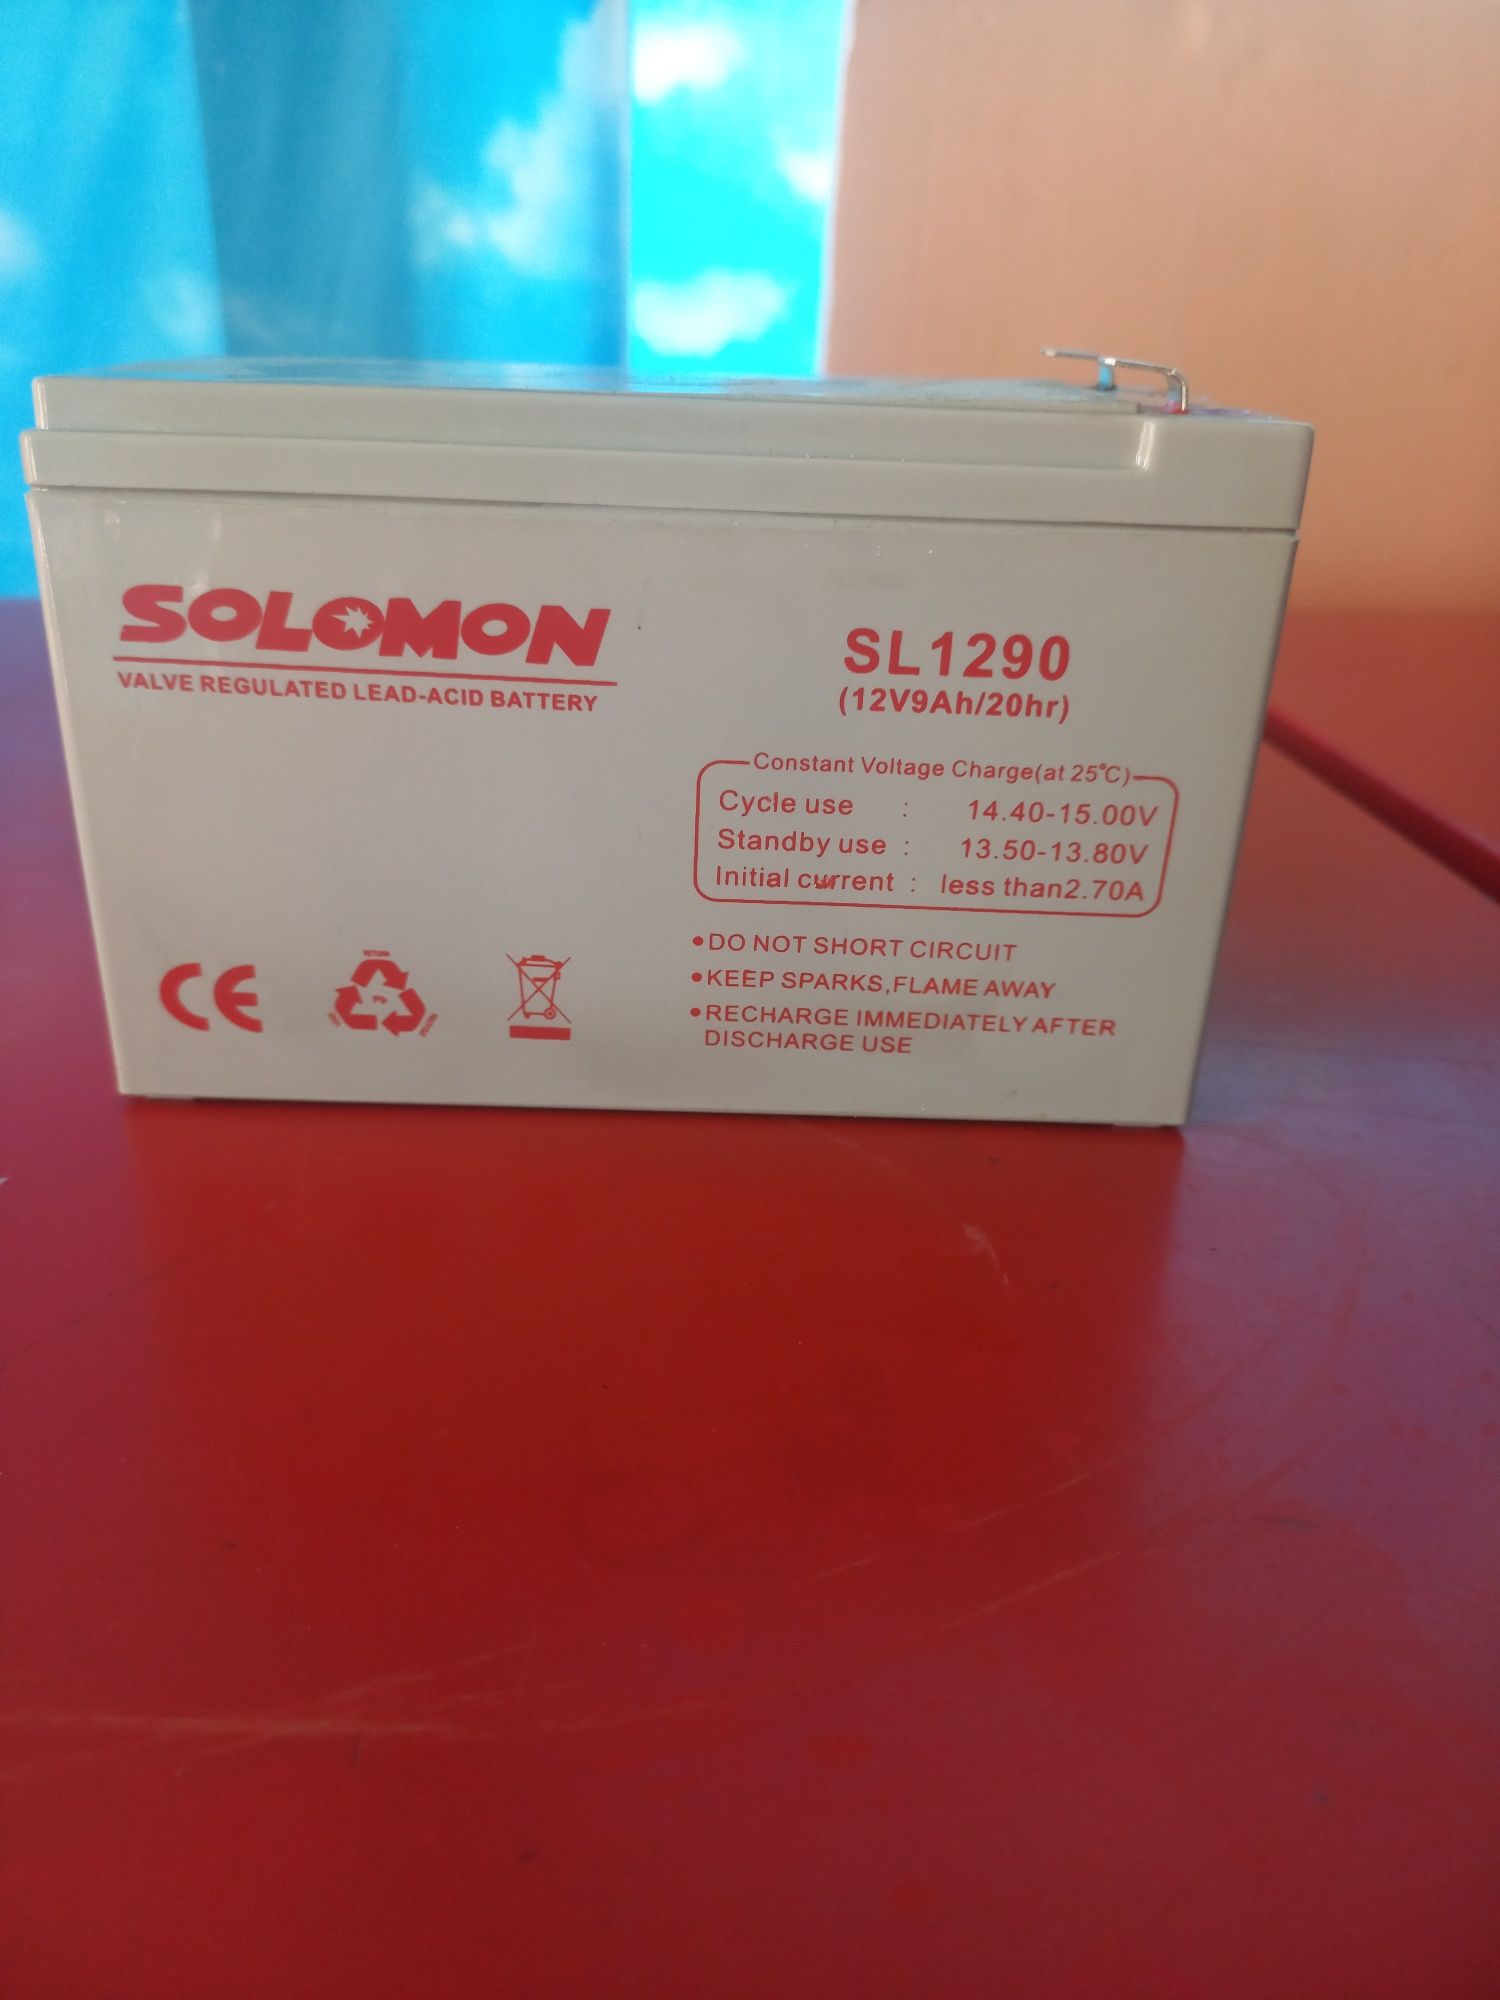 SOLOMON
VALVE REGULATED LEAD-ACID BATTERY
SL1290
(12V9Ah/20hr)
Constant Voltage Charge(at 25°C)
Cycle use : 14.40-15.00V
Standby use : 13.50-13.80V
Initial current : less than2.70A
•DO NOT SHORT CIRCUIT
•KEEP SPARKS,FLAME AWAY
•RECHARGE IMMEDIATELY AFTER
DISCHARGE USE
CE
RETURN
Pb